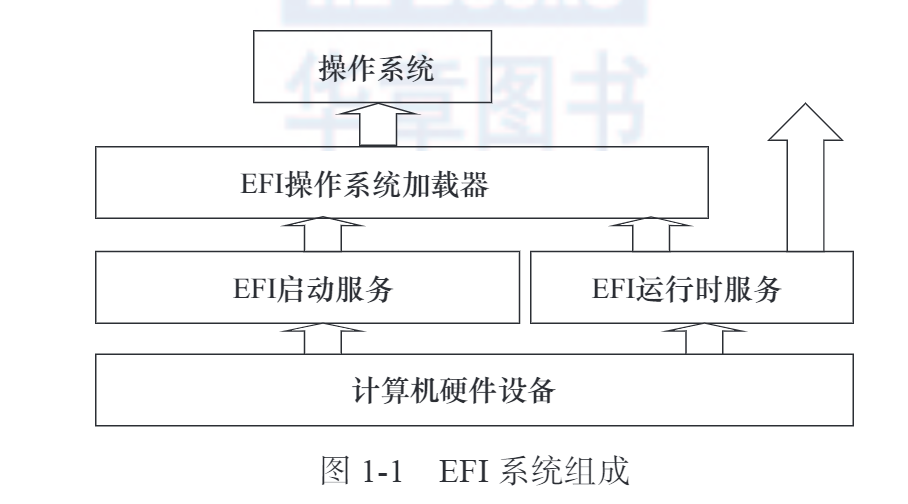 华章图书
操作系统
EFI操作系统加载器
EFI启动服务
EFI运行时服务
计算机硬件设备
图 1-1 EFI 系统组成